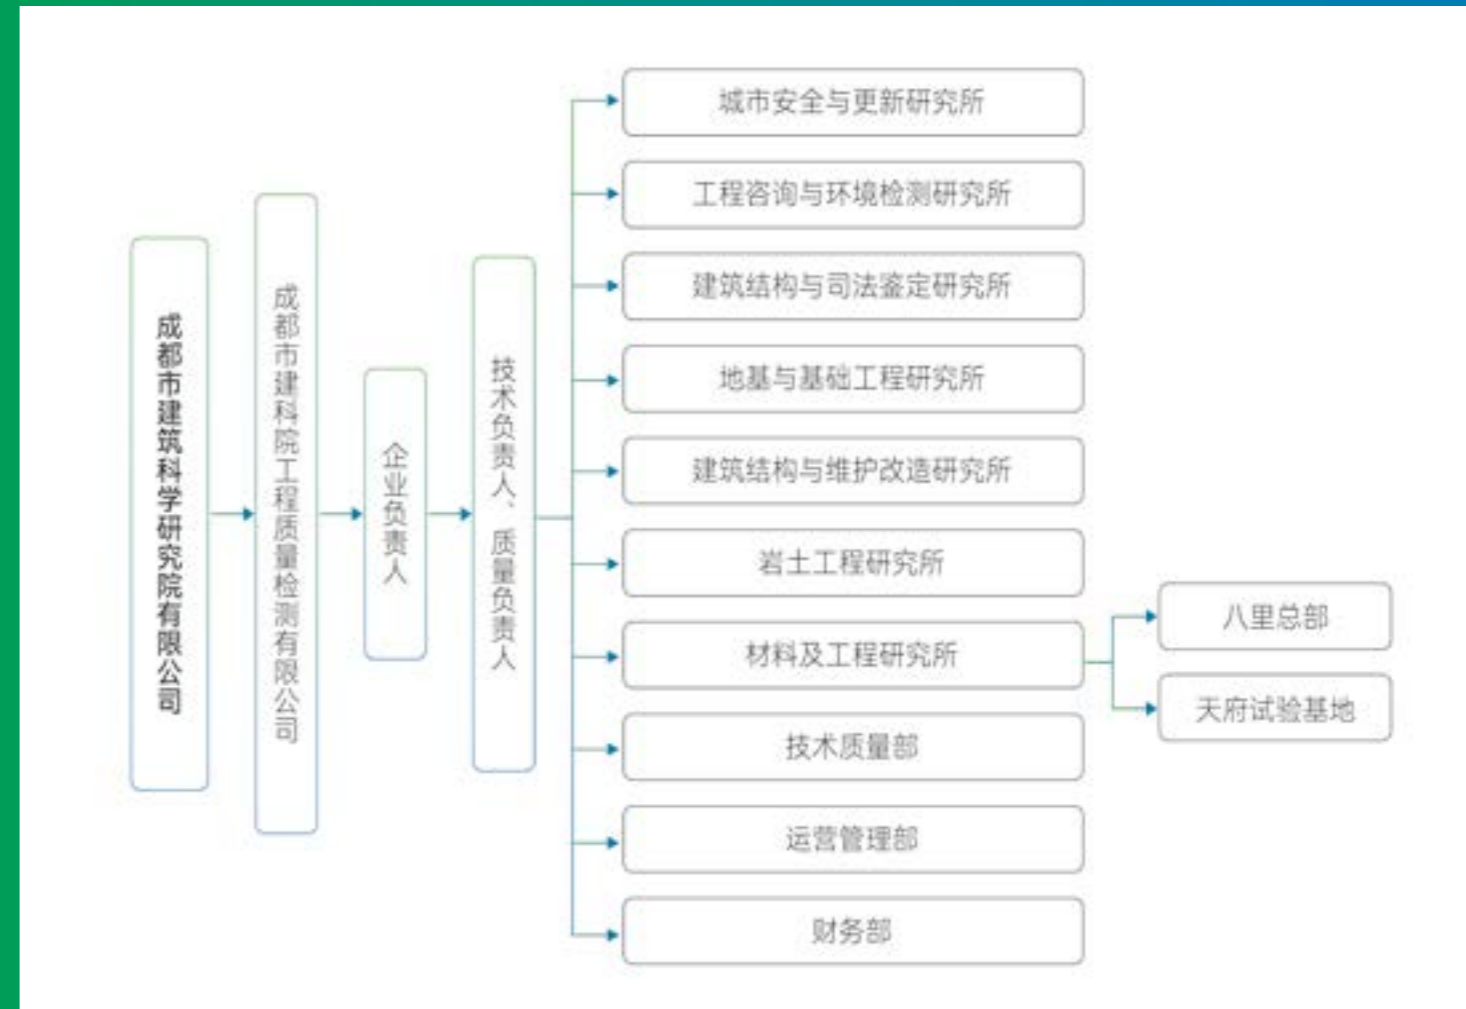 成都市建筑科学研究院有限公司
成都市建科院工程质量检测有限公司
企业负责人
技术负责人、质量负责人
城市安全与更新研究所
工程咨询与环境检测研究所
建筑结构与司法鉴定研究所
地基与基础工程研究所
建筑结构与维护改造研究所
岩土工程研究所
材料及工程研究所
技术质量部
运营管理部
财务部
八里总部
天府试验基地